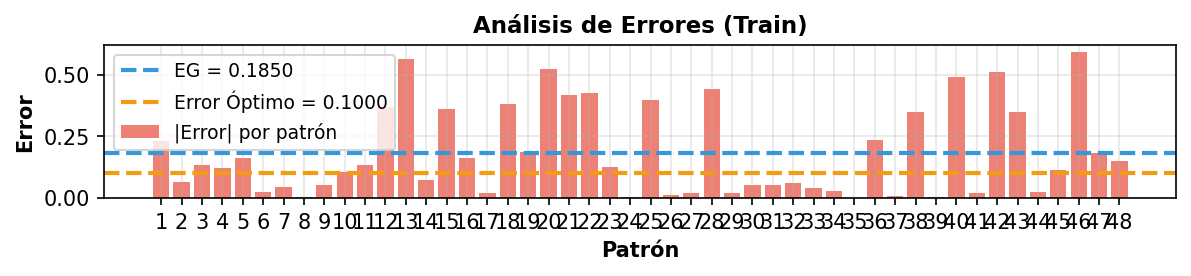 Análisis de Errores (Train)
Error
0.50
0.25
0.00
EG = 0.1850
Error Óptimo = 0.1000
|Error| por patrón
1 2 3 4 5 6 7 8 9 10 11 12 13 14 15 16 17 18 19 20 21 22 23 24 25 26 27 28 29 30 31 32 33 34 35 36 37 38 39 40 41 42 43 44 45 46 47 48
Patrón